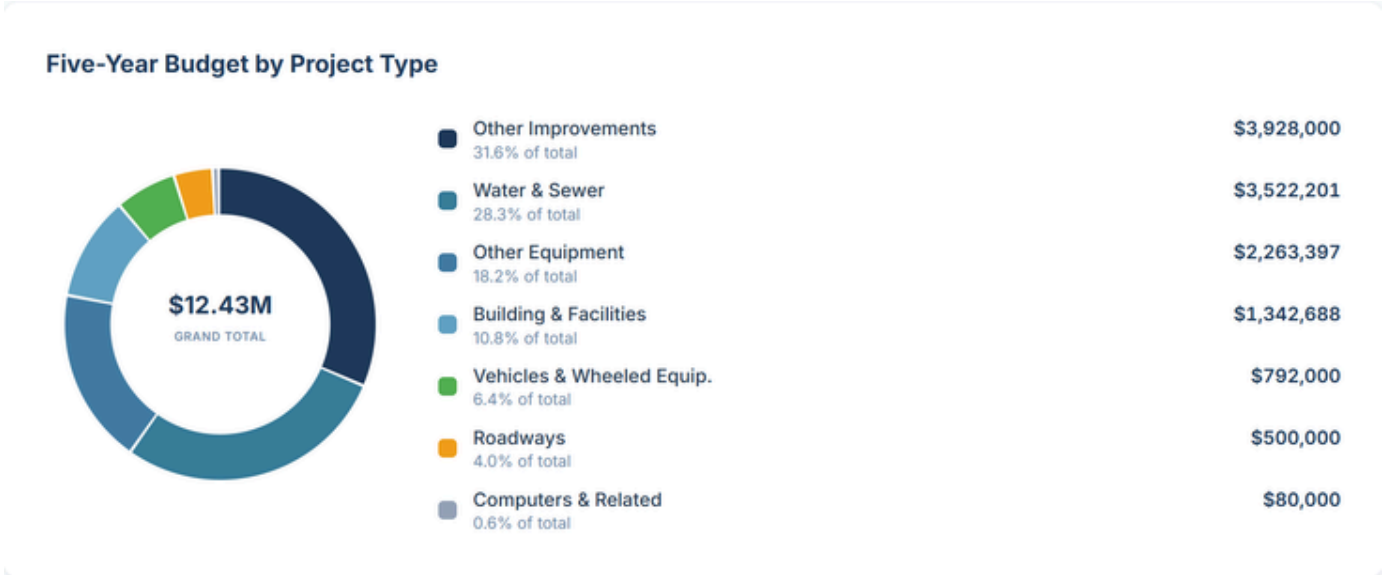 Five-Year Budget by Project Type
Other Improvements $3,928,000
31.6% of total
Water & Sewer $3,522,201
28.3% of total
Other Equipment $2,263,397
18.2% of total
$12.43M
GRAND TOTAL
Building & Facilities $1,342,688
10.8% of total
Vehicles & Wheeled Equip. $792,000
6.4% of total
Roadways $500,000
4.0% of total
Computers & Related $80,000
0.6% of total